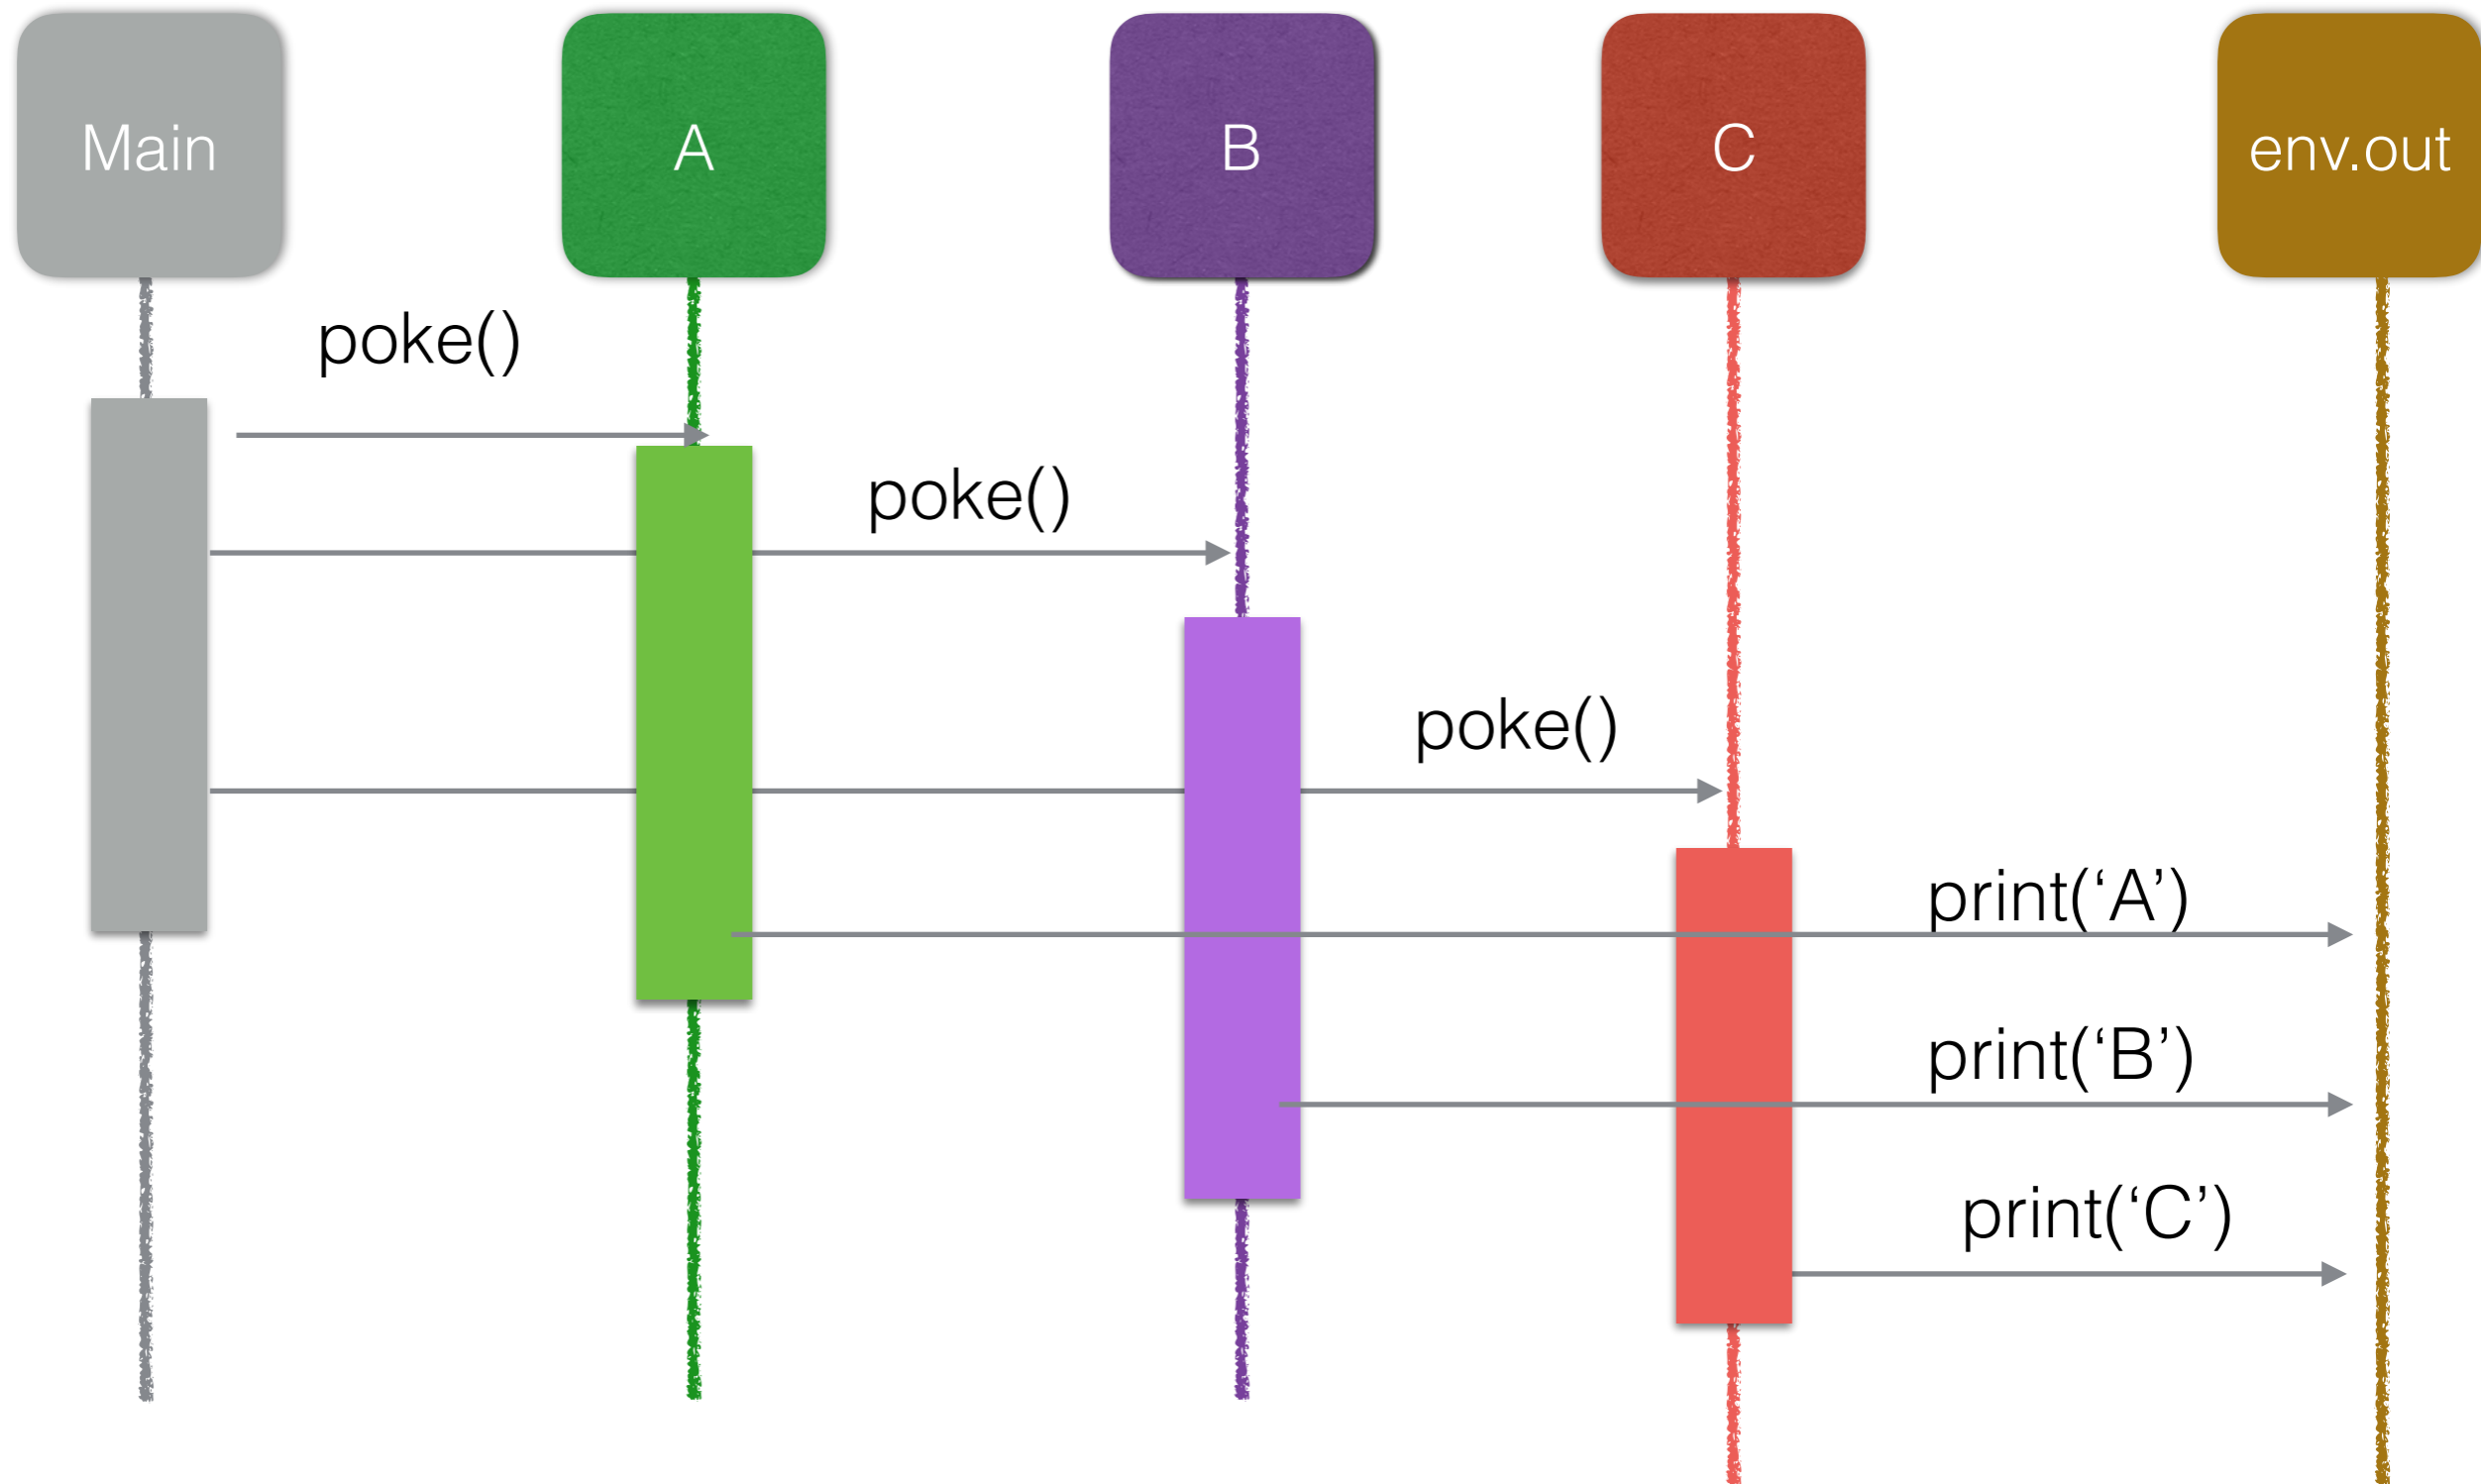 Main
A
B
C
env.out
poke()
poke()
poke()
print(‘A’)
print(‘B’)
print(‘C’)